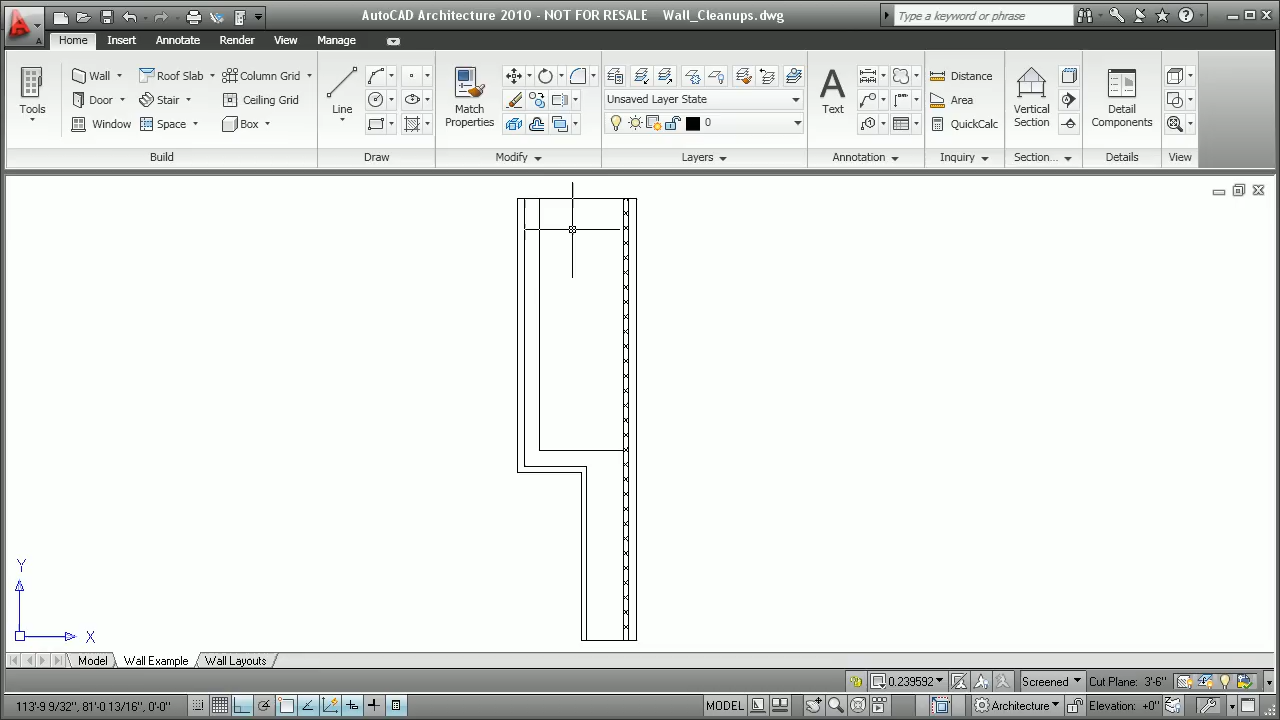 AutoCAD Architecture 2010 - NOT FOR RESALE Wall_Cleanups.dwg
Type a keyword or phrase
Home Insert Annotate Render View Manage
Tools
Wall Roof Slab Column Grid
Door Stair Ceiling Grid
Window Space Box
Build
Line
Draw
Match Properties
Modify
Unsaved Layer State
0
Layers
Text
Annotation
Distance
Area
QuickCalc
Inquiry
Vertical Section
Section...
Detail Components
Details
View
Y
X
Model Wall Example Wall Layouts
0.239592 Screened Cut Plane: 3'-6"
113'-9 9/32", 81'-0 13/16", 0'-0" MODEL Architecture Elevation: +0"